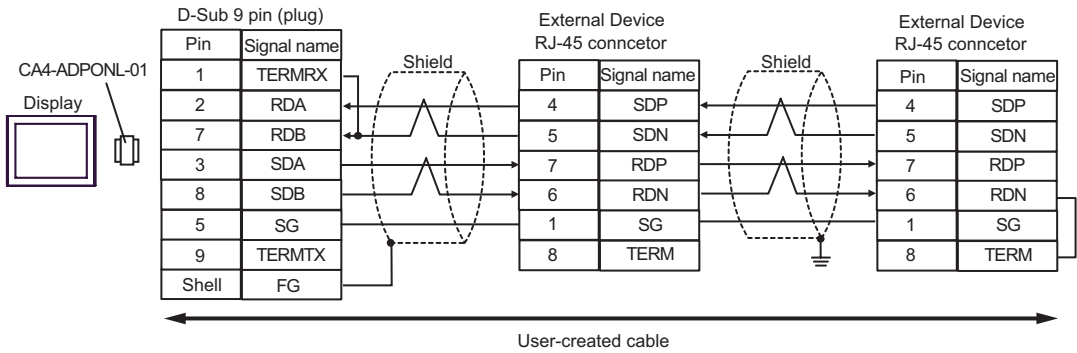 D-Sub 9 pin (plug)
External Device
RJ-45 conncetor
External Device
RJ-45 conncetor
CA4-ADPONL-01
Display
Pin Signal name
1 TERMRX
2 RDA
7 RDB
3 SDA
8 SDB
5 SG
9 TERMTX
Shell FG
Shield
Pin Signal name
4 SDP
5 SDN
7 RDP
6 RDN
1 SG
8 TERM
Shield
Pin Signal name
4 SDP
5 SDN
7 RDP
6 RDN
1 SG
8 TERM
User-created cable